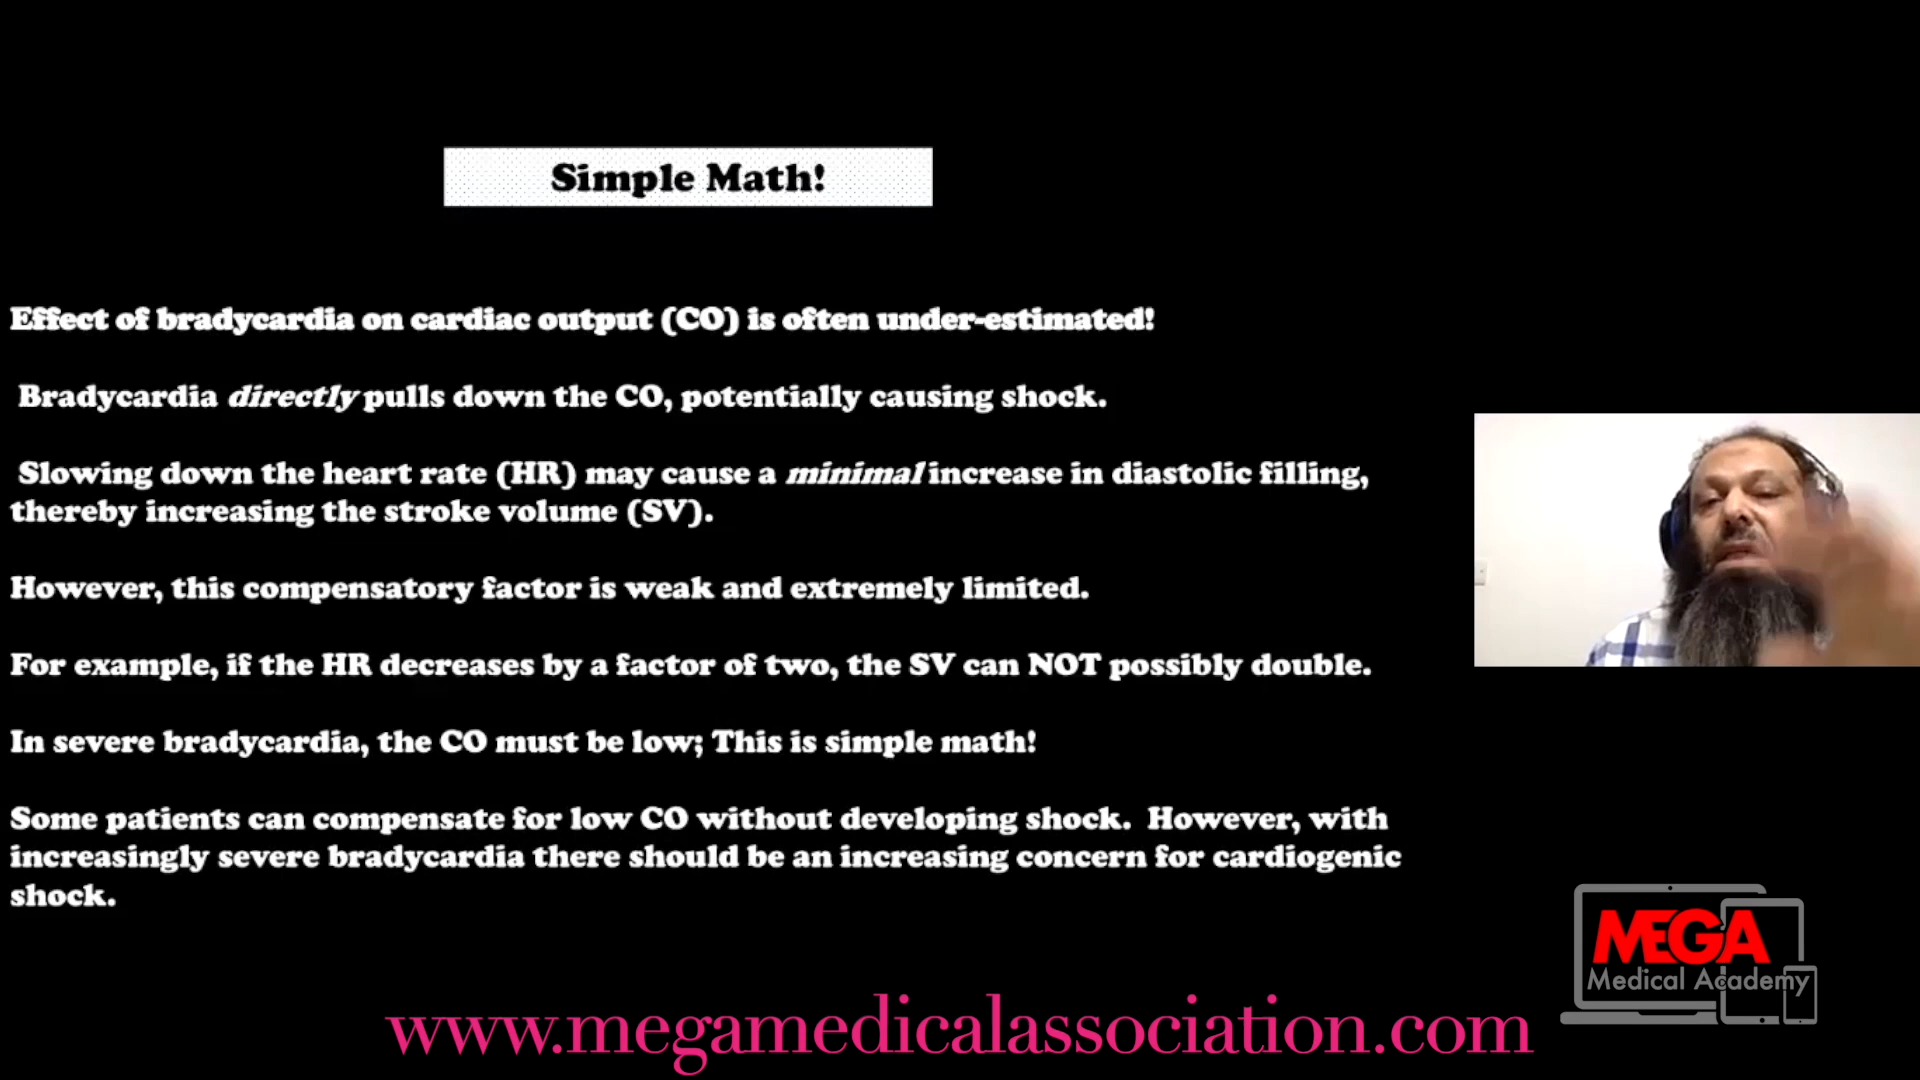 Simple Math!
Effect of bradycardia on cardiac output (CO) is often under-estimated!
Bradycardia directly pulls down the CO, potentially causing shock.
Slowing down the heart rate (HR) may cause a minimal increase in diastolic filling,
thereby increasing the stroke volume (SV).
However, this compensatory factor is weak and extremely limited.
For example, if the HR decreases by a factor of two, the SV can NOT possibly double.
In severe bradycardia, the CO must be low; This is simple math!
Some patients can compensate for low CO without developing shock.  However, with
increasingly severe bradycardia there should be an increasing concern for cardiogenic
shock.
MEGA
Medical Academy
www.megamedicalassociation.com